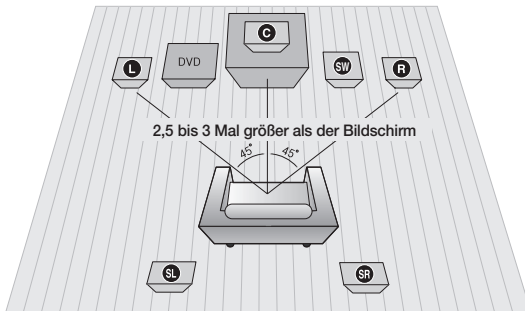 C
L
DVD
SW
R
2,5 bis 3 Mal größer als der Bildschirm
45° 45°
SL
SR